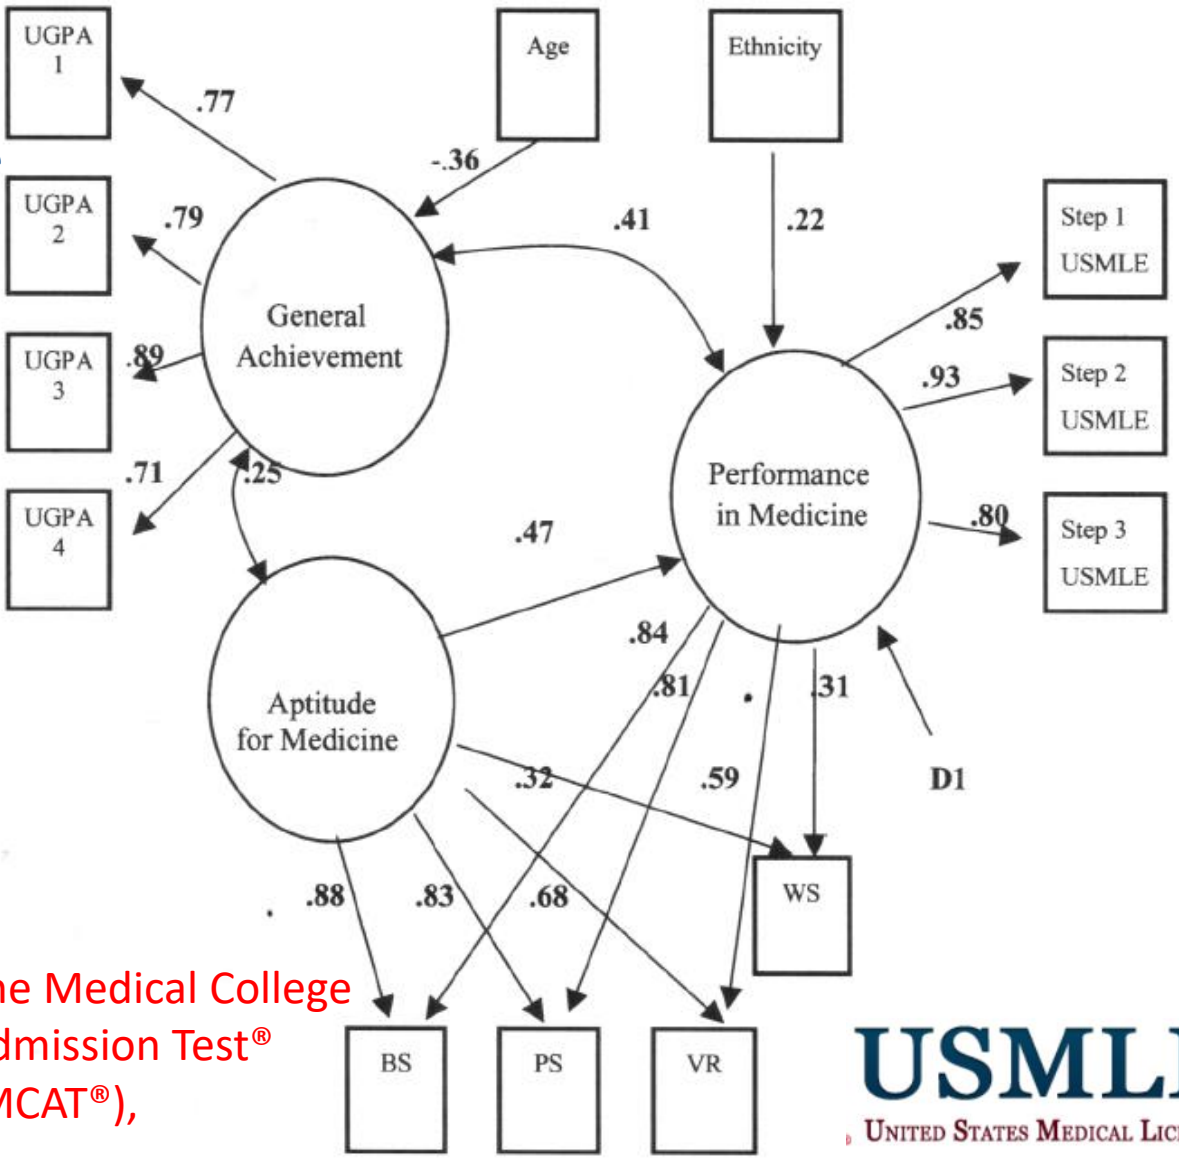 UGPA
1
Age
Ethnicity
.77
-.36
UGPA
2
.79
.41
.22
Step 1
USMLE
General
Achievement
.85
UGPA
3
.89
.93
Step 2
USMLE
.71
.25
Performance
in Medicine
UGPA
4
.47
.80
Step 3
USMLE
.84
.81
.31
Aptitude
for Medicine
.32
.59
D1
.88
.83
.68
WS
ne Medical College
dmission Test®
MCAT®),
BS
PS
VR
USML
UNITED STATES MEDICAL LIC